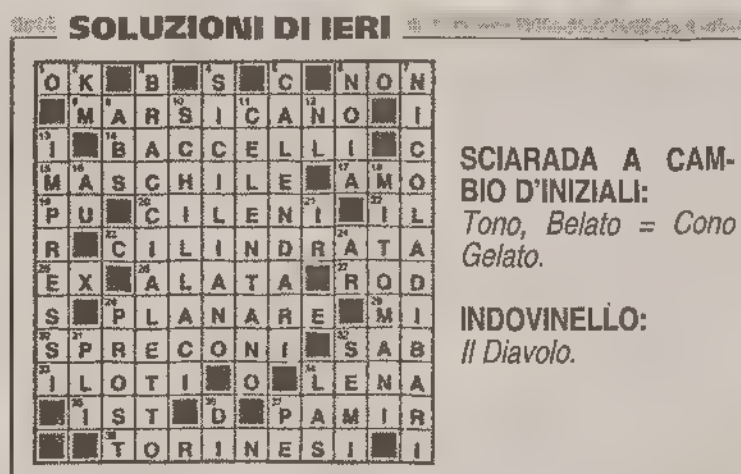 SOLUZIONI DI IERI
O K B S C N O N
M A R S I C A N O I
I B A C C E L L I C
M A S C H I L E A M O
P U C I L E N I I L
R C I L I N D R A T A
E X A L A T A R O D
S P L A N A R E M I
S P R E C O N I S A B
I L O T I O L E N A
I S T D P A M I R
T O R I N E S I I
SCIARADA A CAM-
BIO D'INIZIALI:
Tono, Belato = Cono
Gelato.
INDOVINELLO:
Il Diavolo.